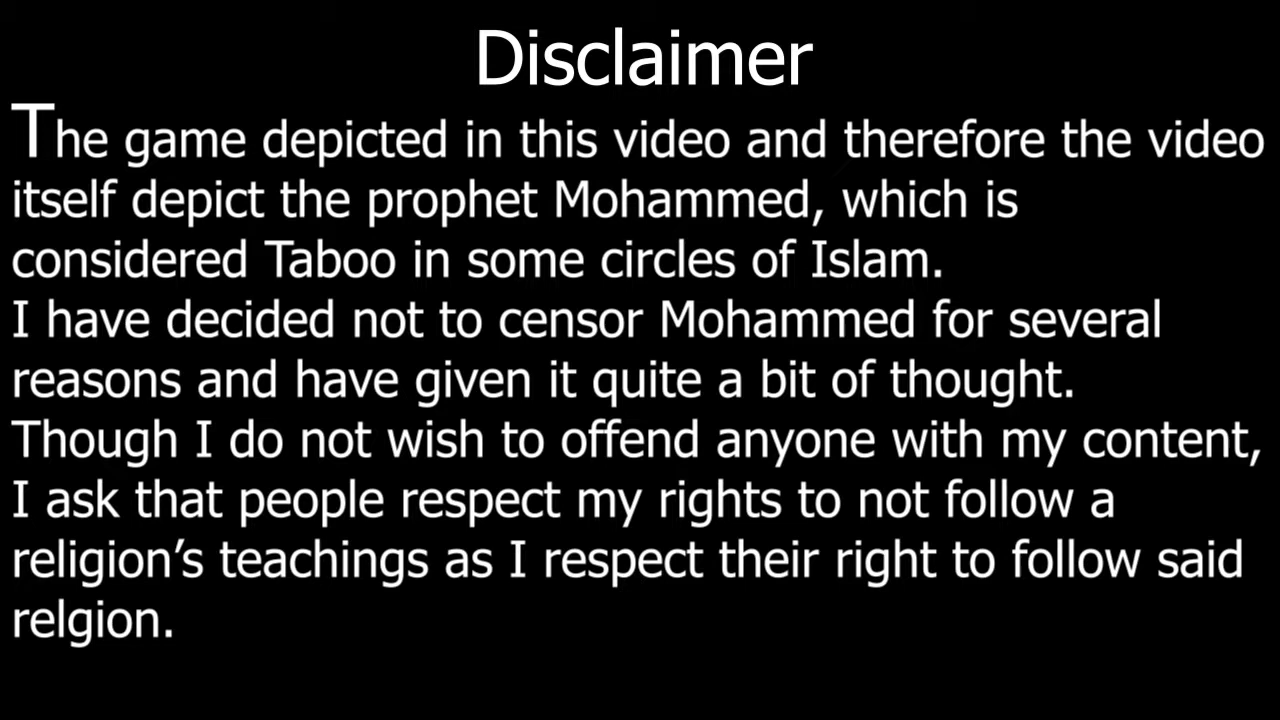 Disclaimer
The game depicted in this video and therefore the video
itself depict the prophet Mohammed, which is
considered Taboo in some circles of Islam.
I have decided not to censor Mohammed for several
reasons and have given it quite a bit of thought.
Though I do not wish to offend anyone with my content,
I ask that people respect my rights to not follow a
religion’s teachings as I respect their right to follow said
relgion.